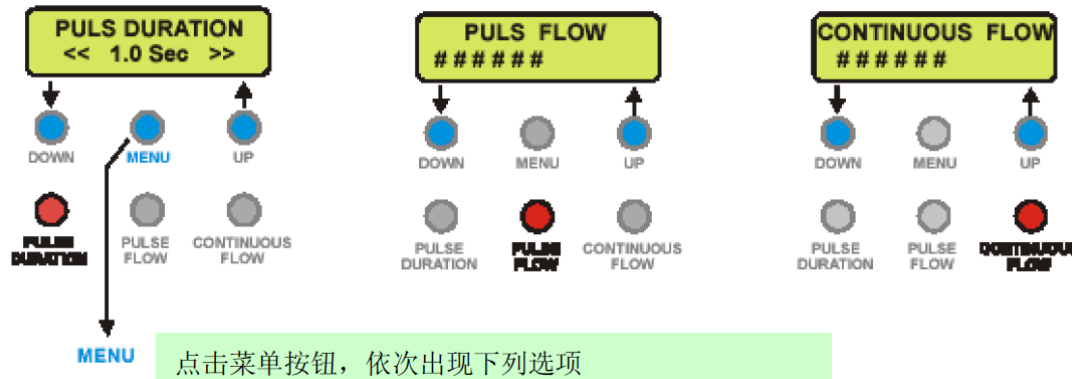 PULS DURATION
<< 1.0 Sec >>
DOWN
MENU
UP
PULSE DURATION
PULSE FLOW
CONTINUOUS FLOW
PULS FLOW
######
DOWN
MENU
UP
PULSE DURATION
PULSE FLOW
CONTINUOUS FLOW
CONTINUOUS FLOW
######
DOWN
MENU
UP
PULSE DURATION
PULSE FLOW
CONTINUOUS FLOW
MENU
点击菜单按钮，依次出现下列选项